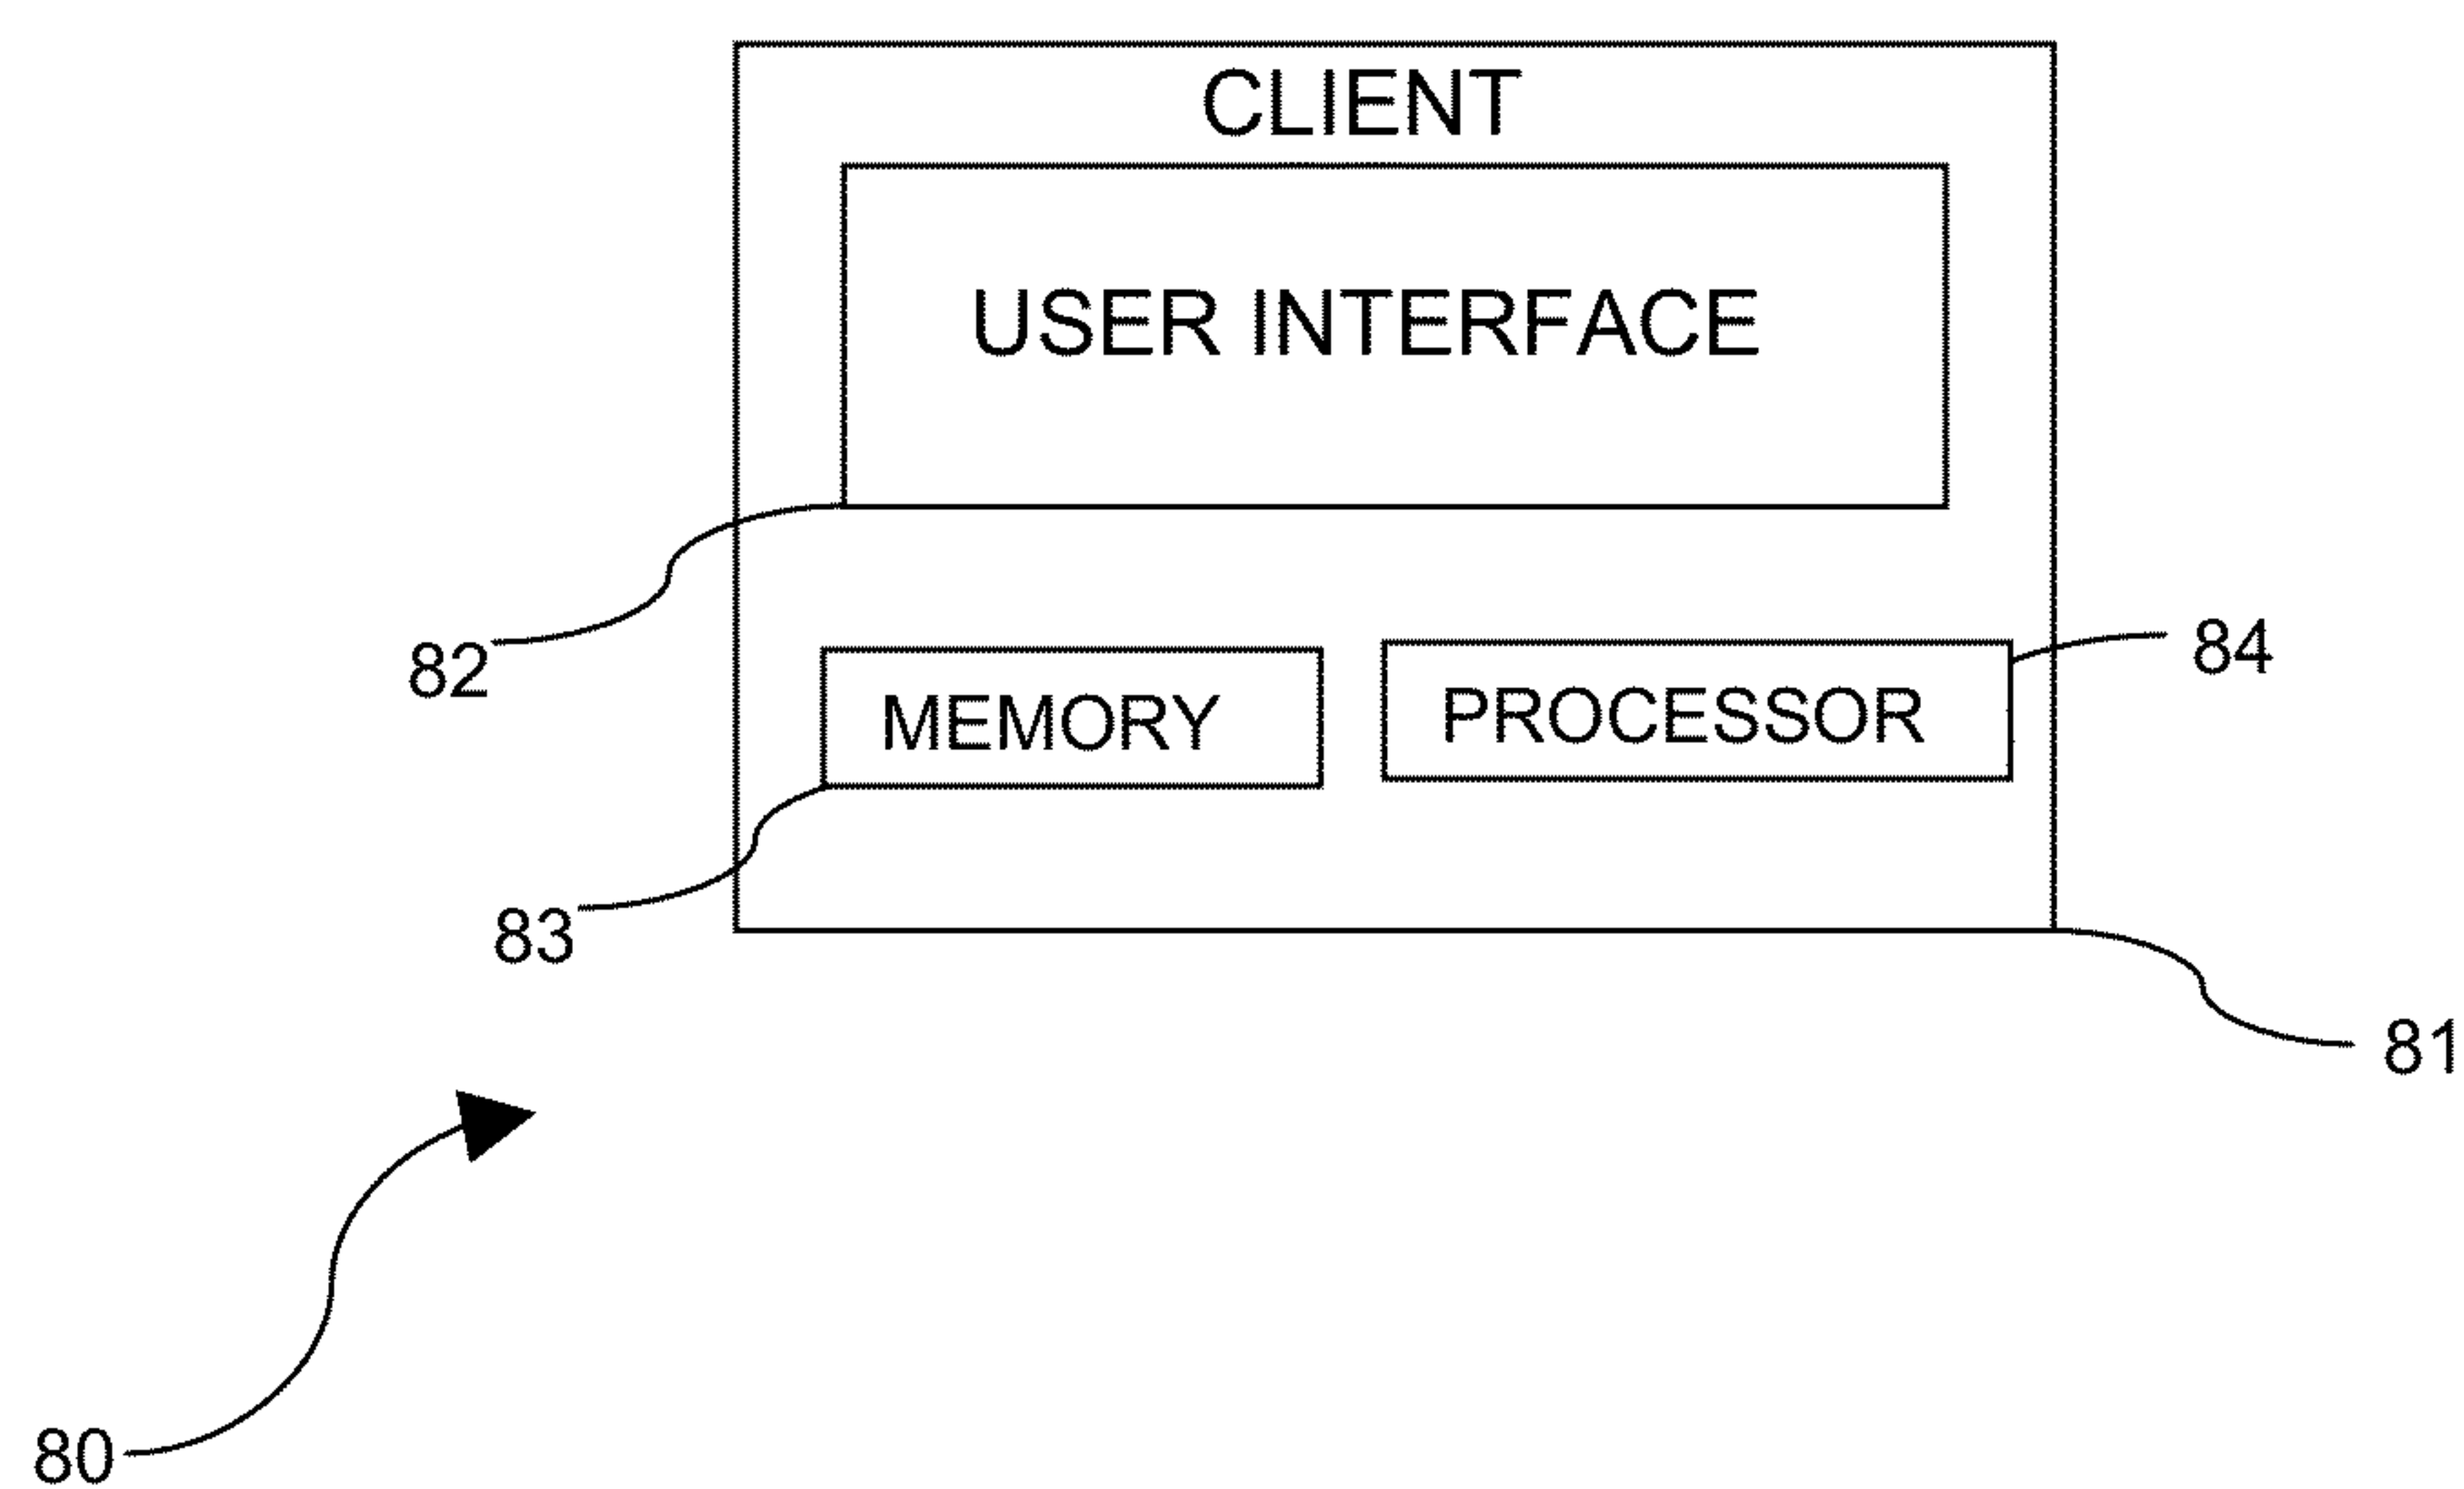 CLIENT
USER INTERFACE
82
84
MEMORY
PROCESSOR
83
81
80